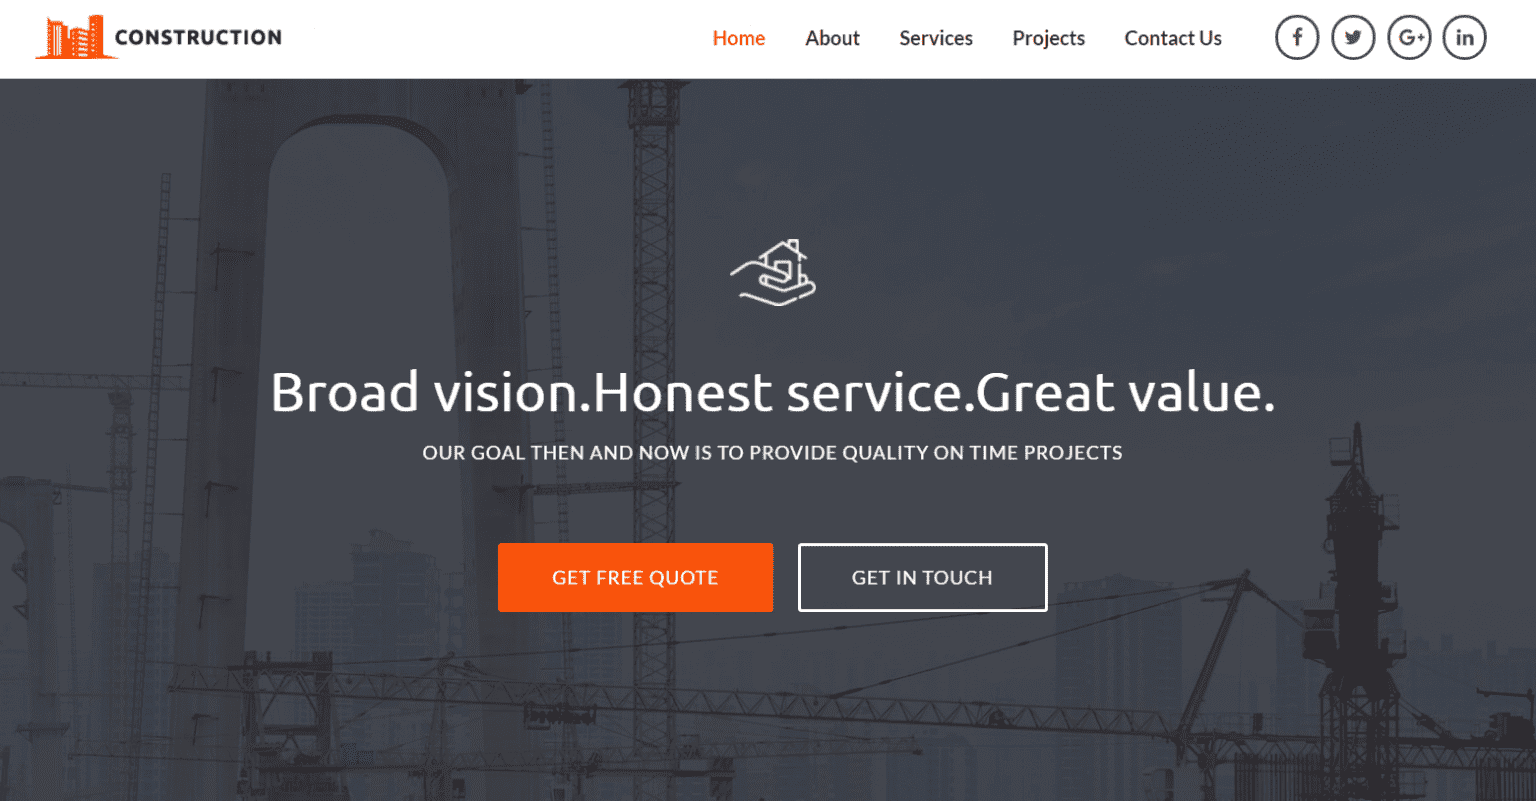 CONSTRUCTION
Home About Services Projects Contact Us
Broad vision.Honest service.Great value.
OUR GOAL THEN AND NOW IS TO PROVIDE QUALITY ON TIME PROJECTS
GET FREE QUOTE GET IN TOUCH